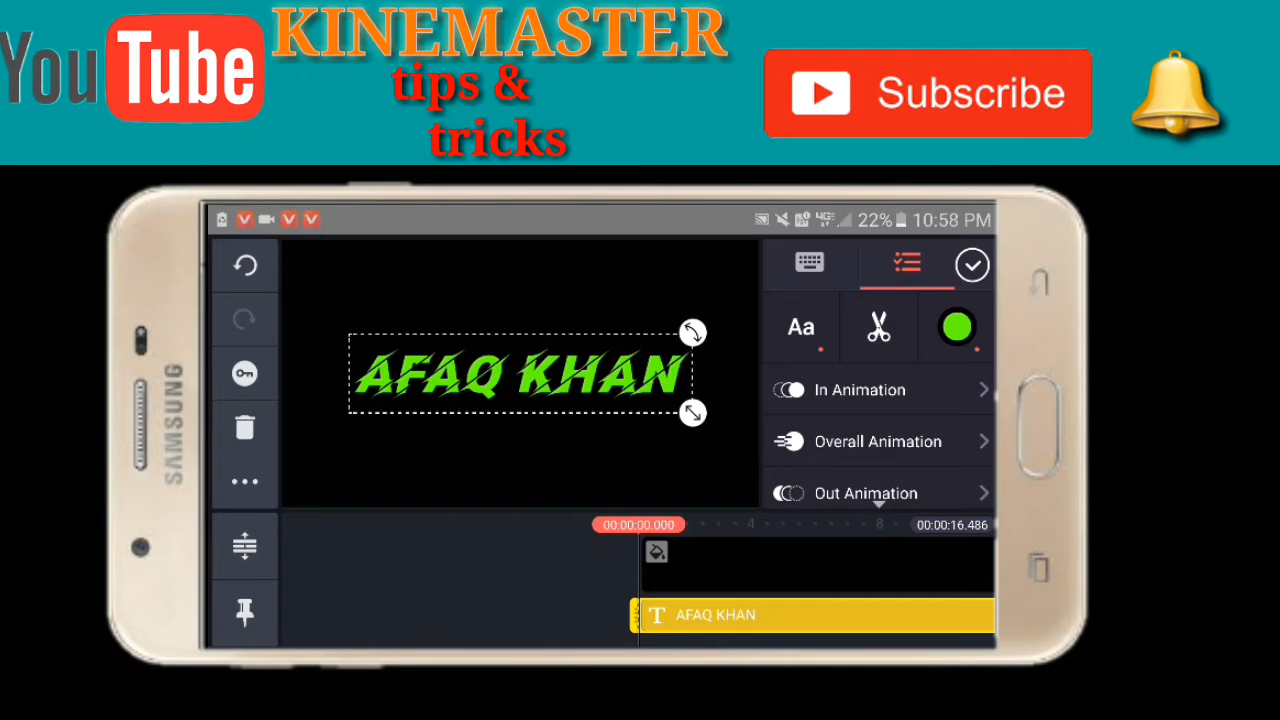 YouTube
KINEMASTER
tips &
tricks
Subscribe
SAMSUNG
22% 10:58 PM
AFAQ KHAN
Aa
In Animation
Overall Animation
Out Animation
00:00:00.000 4 8 00:00:16.486
T AFAQ KHAN